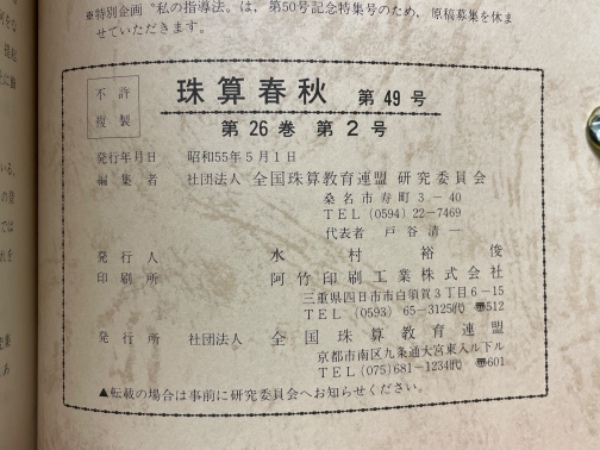 ※特別企画〝私の指導法〟は、第50号記念特集号のため、原稿募集を休ま
せていただきます。
不許
複製
珠算春秋 第49号
第26巻 第2号
発行年月日 昭和55年5月1日
編集者 社団法人 全国珠算教育連盟 研究委員会
桑名市寿町3-40
TEL(0594)22-7469
代表者 戸谷清一
発行人 水村裕俊
印刷所 阿竹印刷工業株式会社
三重県四日市市白須賀3丁目6-15
TEL(0593)65-3125代 〠512
発行所 社団法人 全国珠算教育連盟
京都市南区九条通大宮東入ル下ル
TEL(075)681-1234代 〠601
▲転載の場合は事前に研究委員会へお知らせください。